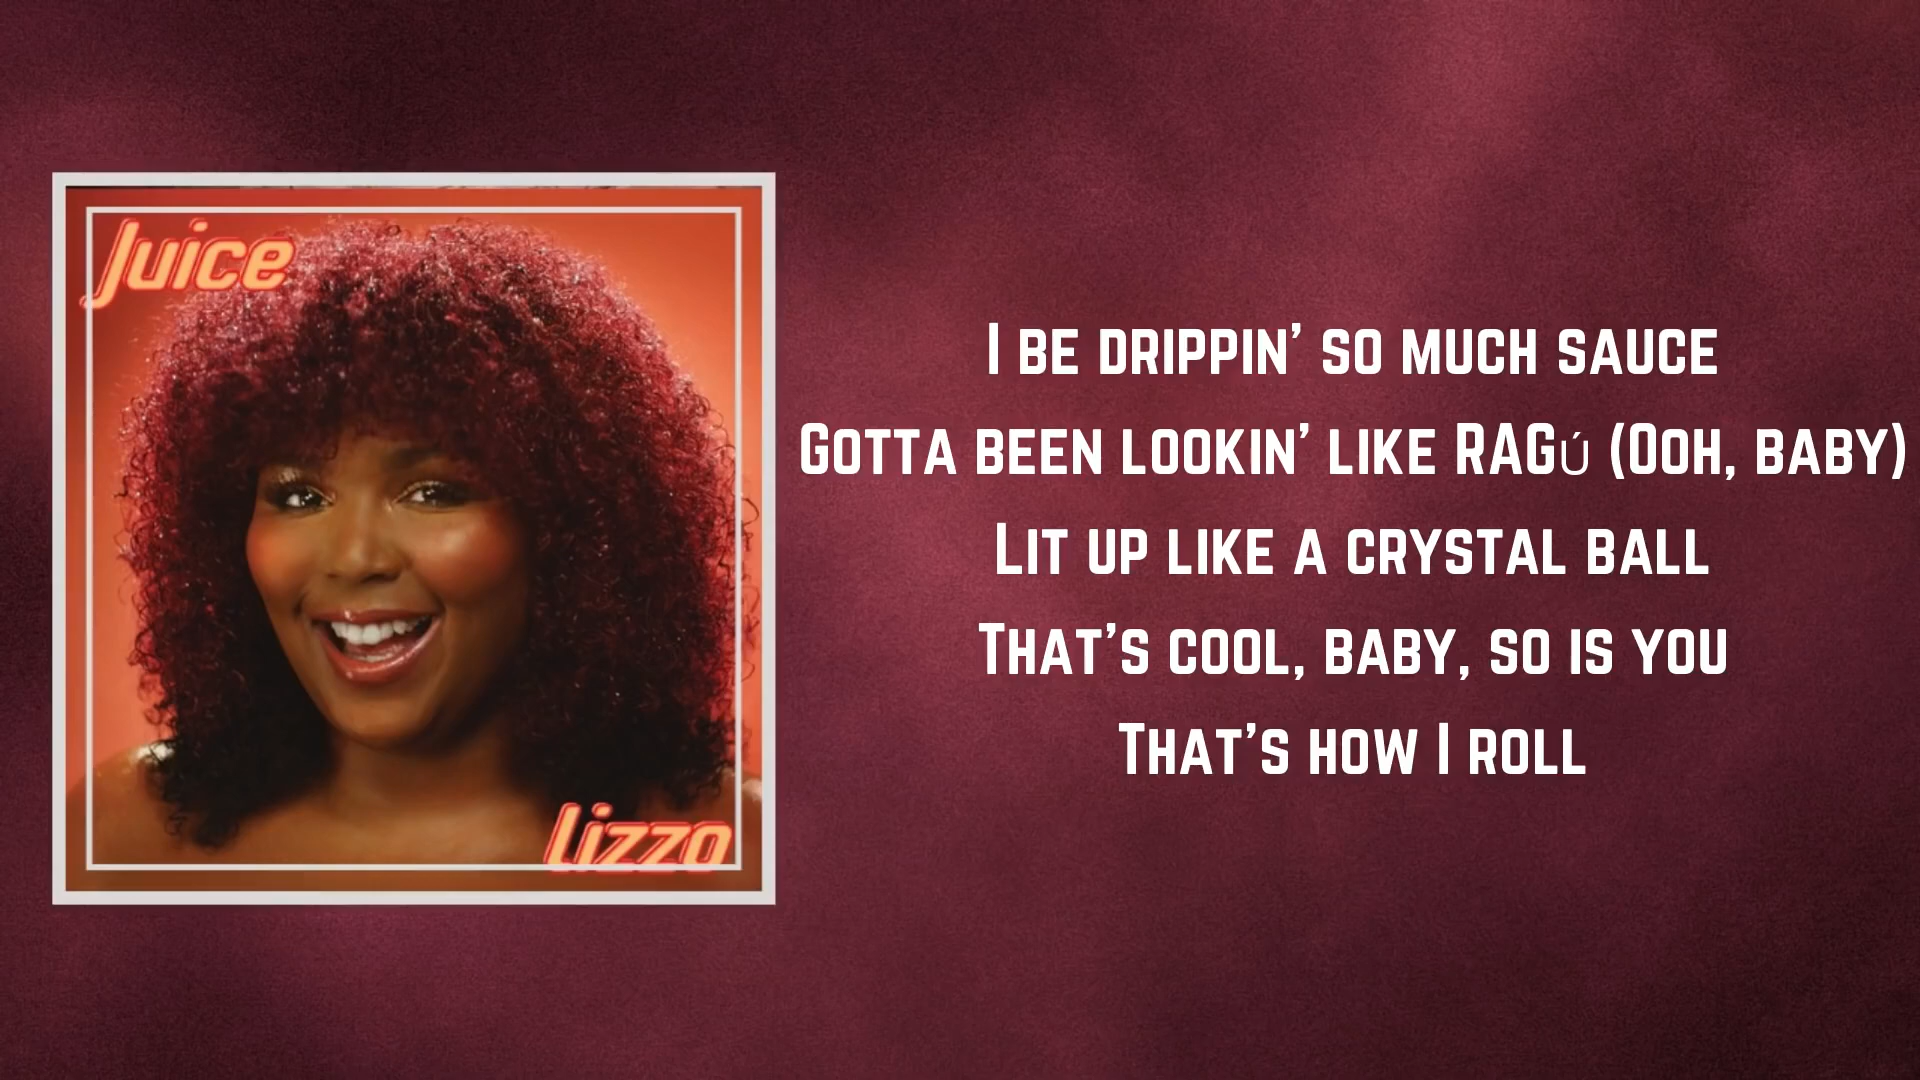 Juice
Lizzo
I be drippin' so much sauce
Gotta been lookin' like RAGú (Ooh, baby)
Lit up like a crystal ball
That's cool, baby, so is you
That's how I roll